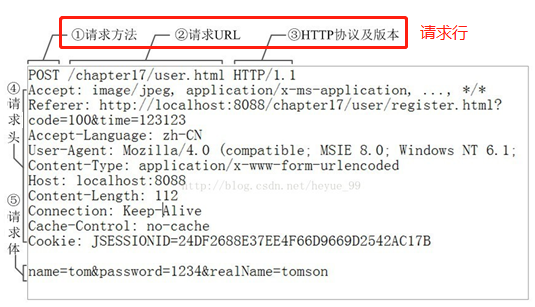 ①请求方法 ②请求URL ③HTTP协议及版本 请求行
POST /chapter17/user.html HTTP/1.1
④请求头
Accept: image/jpeg, application/x-ms-application, ..., */*
Referer: http://localhost:8088/chapter17/user/register.html?
code=100&time=123123
Accept-Language: zh-CN
User-Agent: Mozilla/4.0 (compatible; MSIE 8.0; Windows NT 6.1;
Content-Type: application/x-www-form-urlencoded
Host: localhost:8088
http://blog.csdn.net/heyue_99
Content-Length: 112
Connection: Keep-Alive
Cache-Control: no-cache
Cookie: JSESSIONID=24DF2688E37EE4F66D9669D2542AC17B
⑤请求体
name=tom&password=1234&realName=tomson